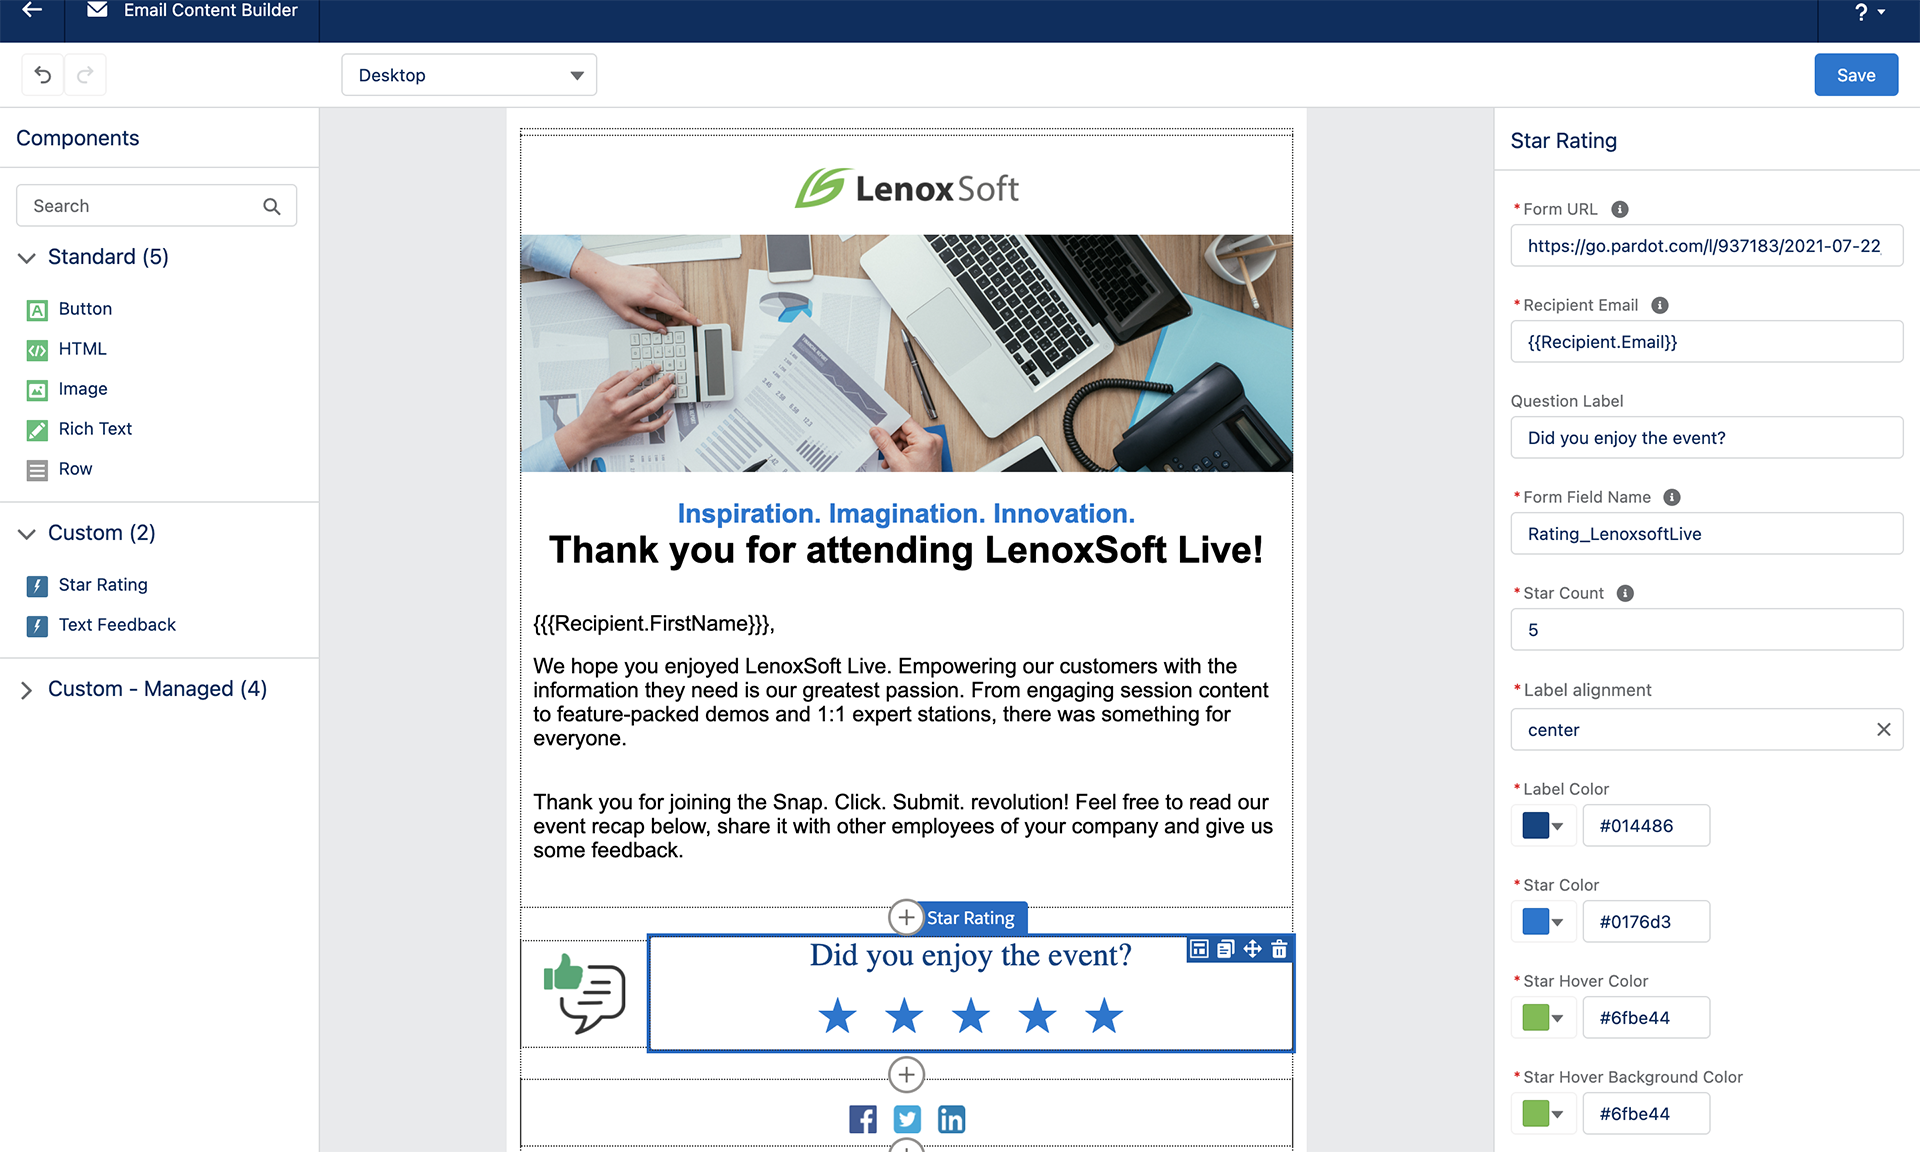 Email Content Builder
?
Desktop
Save
Components
Search
Standard (5)
Button
HTML
Image
Rich Text
Row
Custom (2)
Star Rating
Text Feedback
Custom - Managed (4)
LenoxSoft
Inspiration. Imagination. Innovation.
Thank you for attending LenoxSoft Live!
{{{Recipient.FirstName}}},
We hope you enjoyed LenoxSoft Live. Empowering our customers with the
information they need is our greatest passion. From engaging session content
to feature-packed demos and 1:1 expert stations, there was something for
everyone.
Thank you for joining the Snap. Click. Submit. revolution! Feel free to read our
event recap below, share it with other employees of your company and give us
some feedback.
Star Rating
Did you enjoy the event?
Star Rating
* Form URL
https://go.pardot.com/l/937183/2021-07-22
* Recipient Email
{{Recipient.Email}}
Question Label
Did you enjoy the event?
* Form Field Name
Rating_LenoxsoftLive
* Star Count
5
* Label alignment
center
* Label Color
#014486
* Star Color
#0176d3
* Star Hover Color
#6fbe44
* Star Hover Background Color
#6fbe44